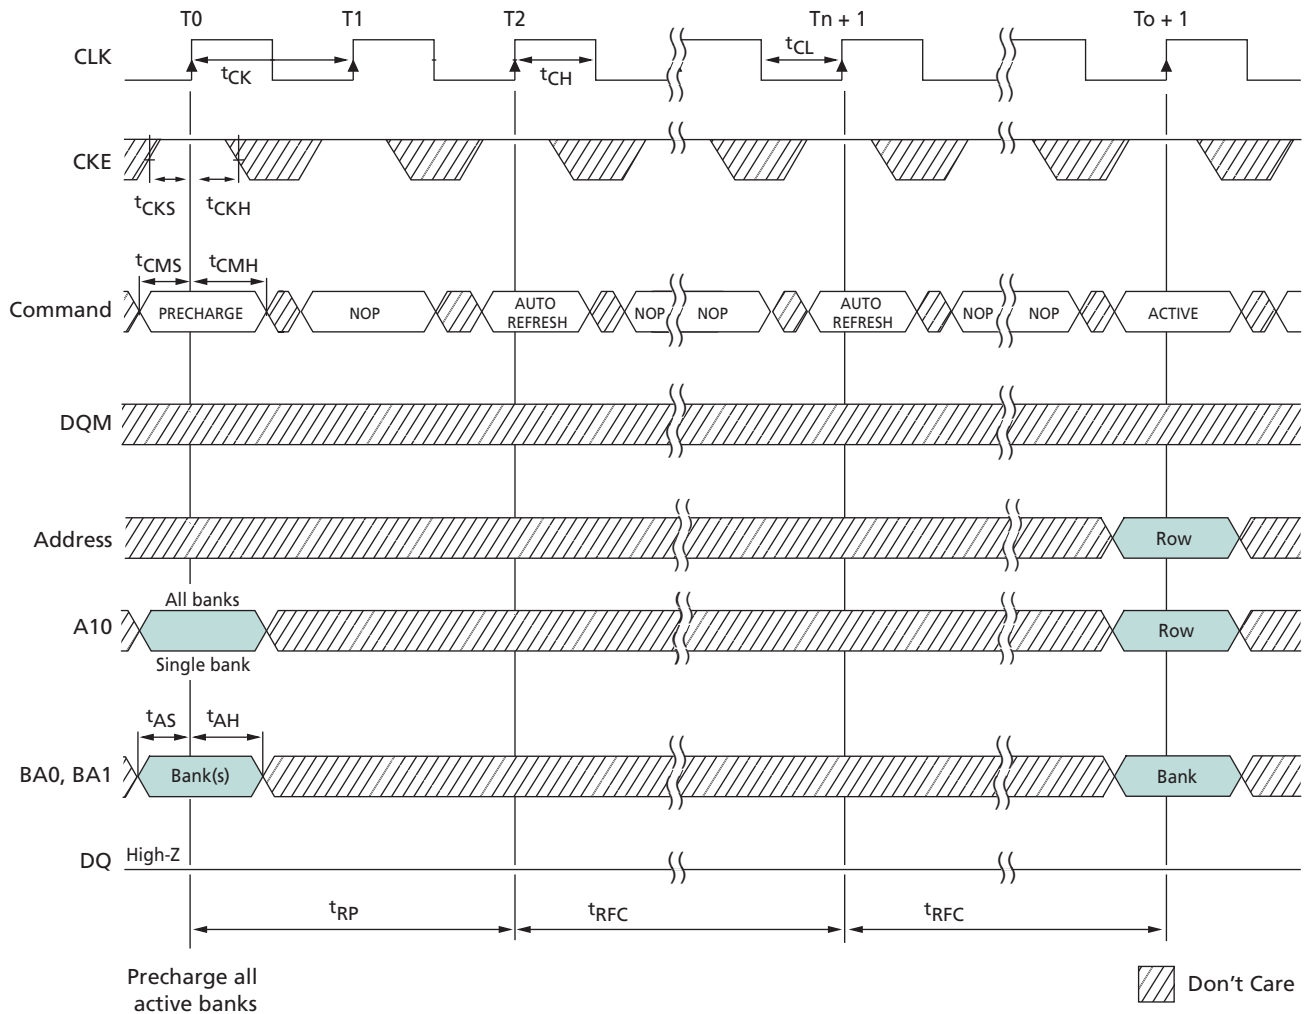 T0 T1 T2 Tn + 1 To + 1
CLK
tCK tCH tCL
CKE
tCKS tCKH
tCMS tCMH
Command PRECHARGE NOP AUTO REFRESH NOP NOP AUTO REFRESH NOP NOP ACTIVE
DQM
Address Row
All banks
A10 Row
Single bank
tAS tAH
BA0, BA1 Bank(s) Bank
DQ High-Z
tRP tRFC tRFC
Precharge all
active banks
Don't Care